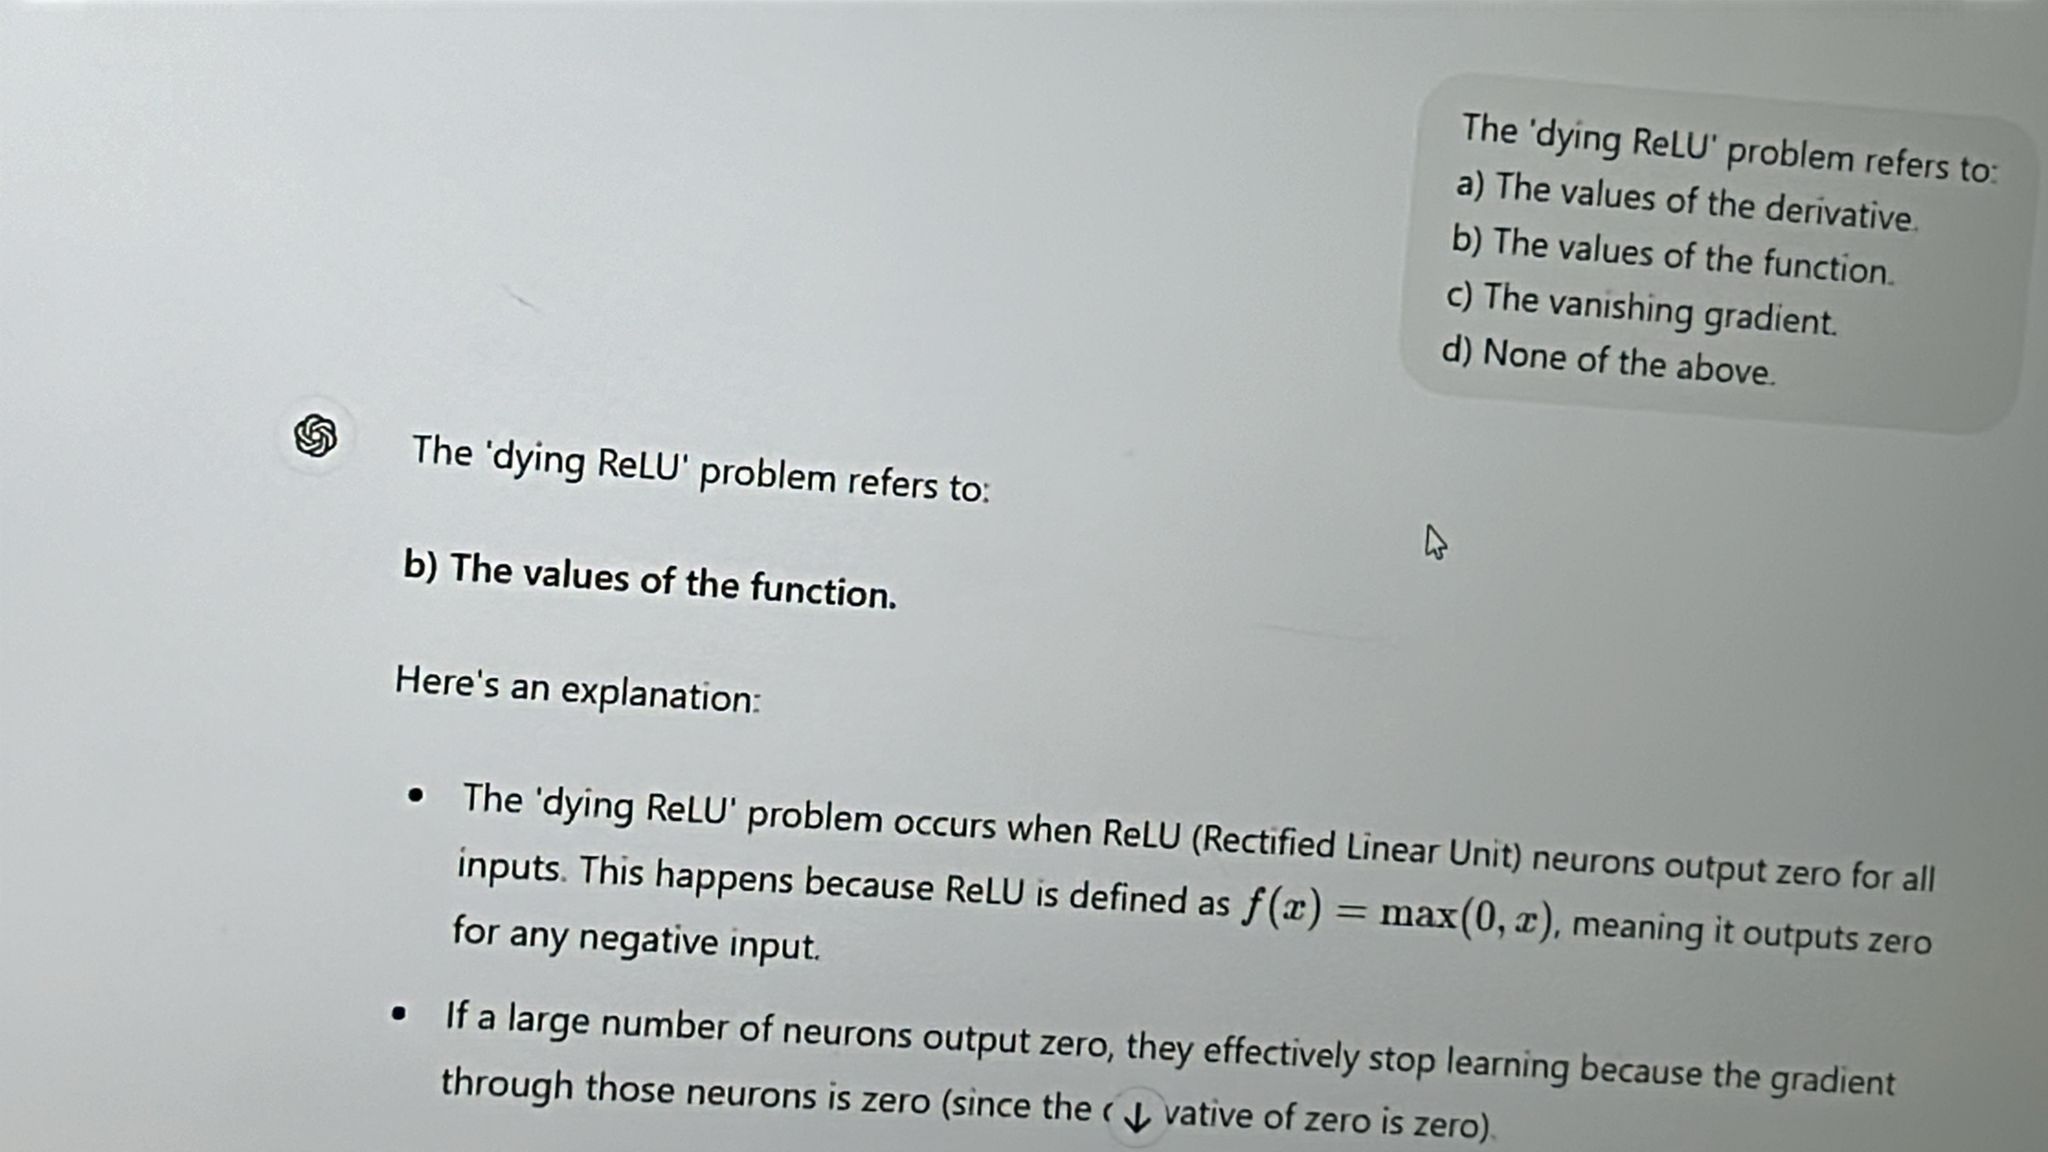 The 'dying ReLU' problem refers to:
a) The values of the derivative.
b) The values of the function.
c) The vanishing gradient.
d) None of the above.
The 'dying ReLU' problem refers to:
b) The values of the function.
Here's an explanation:
• The 'dying ReLU' problem occurs when ReLU (Rectified Linear Unit) neurons output zero for all
inputs. This happens because ReLU is defined as f(x) = max(0, x), meaning it outputs zero
for any negative input.
• If a large number of neurons output zero, they effectively stop learning because the gradient
through those neurons is zero (since the vative of zero is zero).